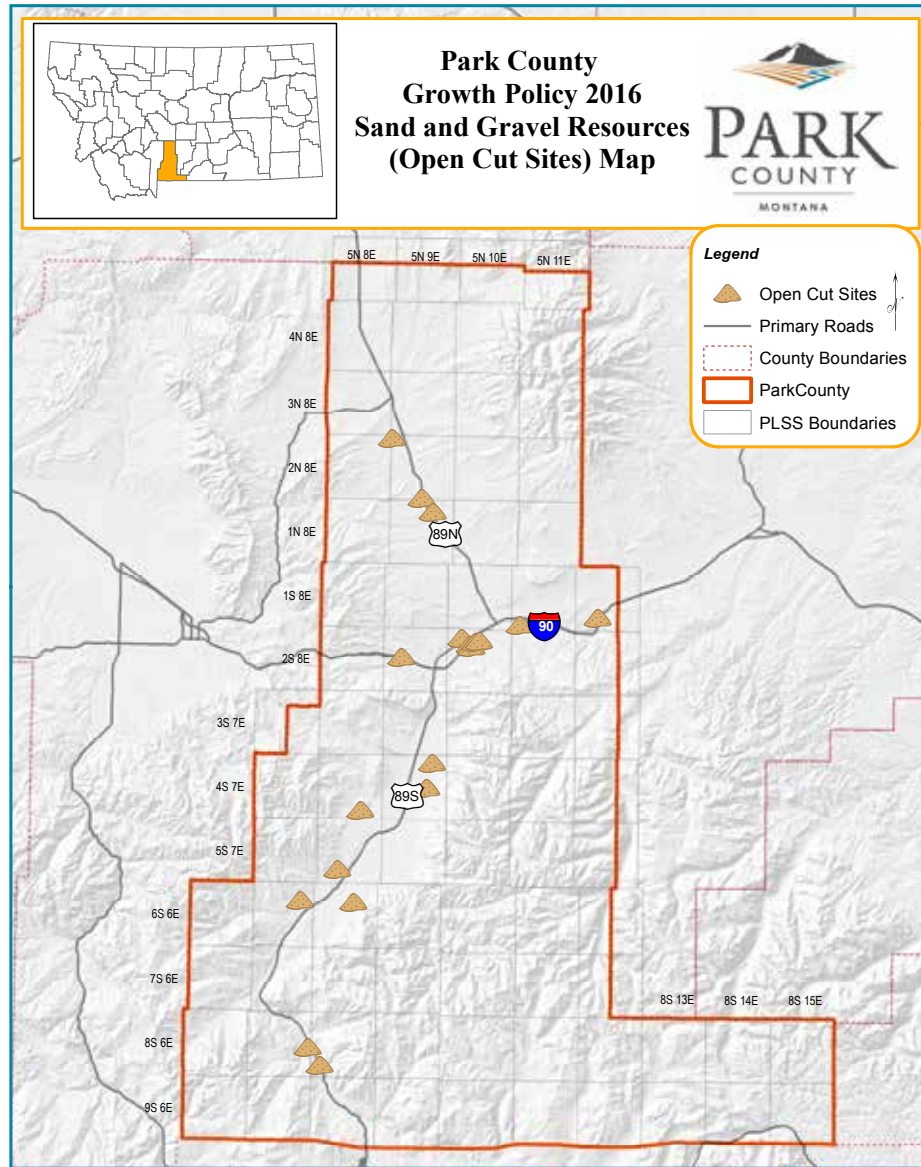 Park County
Growth Policy 2016
Sand and Gravel Resources
(Open Cut Sites) Map
PARK
COUNTY
MONTANA
Legend
Open Cut Sites
N
Primary Roads
County Boundaries
ParkCounty
PLSS Boundaries
5N 8E 5N 9E 5N 10E 5N 11E
4N 8E
3N 8E
2N 8E
1N 8E
89N
1S 8E
90
2S 8E
3S 7E
4S 7E
89S
5S 7E
6S 6E
7S 6E
8S 13E 8S 14E 8S 15E
8S 6E
9S 6E